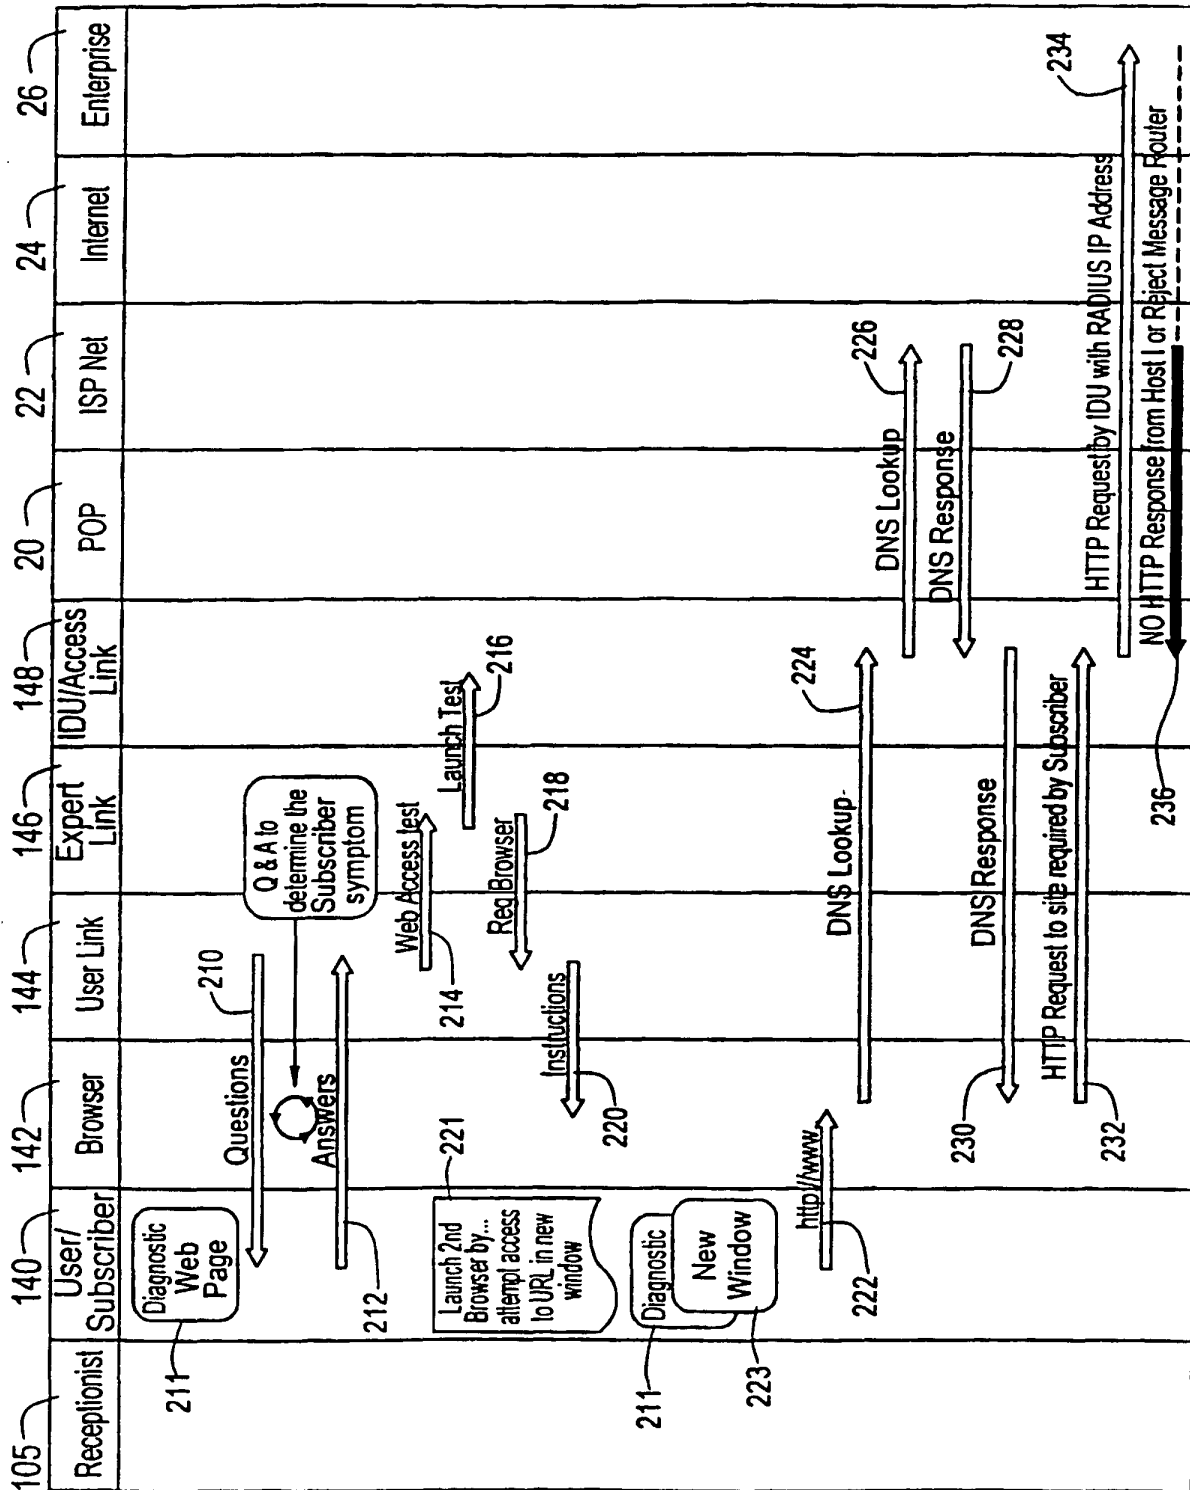 105
140
142
144
146
148
20
22
24
26
Receptionist
User/
Subscriber
Browser
User Link
Expert
Link
IDU/Access
Link
POP
ISP Net
Internet
Enterprise
211
Diagnostic
Web
Page
Questions
210
Q & A to
determine the
Subscriber
symptom
Answers
212
Web Access test
214
Launch Test
216
Req Browser
218
Instructions
220
221
Launch 2nd
Browser by...
attempt access
to URL in new
window
211
Diagnostic
New
Window
223
http://www
222
DNS Lookup
224
DNS Lookup
226
DNS Response
228
DNS Response
230
HTTP Request to site required by Subscriber
232
HTTP Request by IDU with RADIUS IP Address
234
NO HTTP Response from Host I or Reject Message Router
236